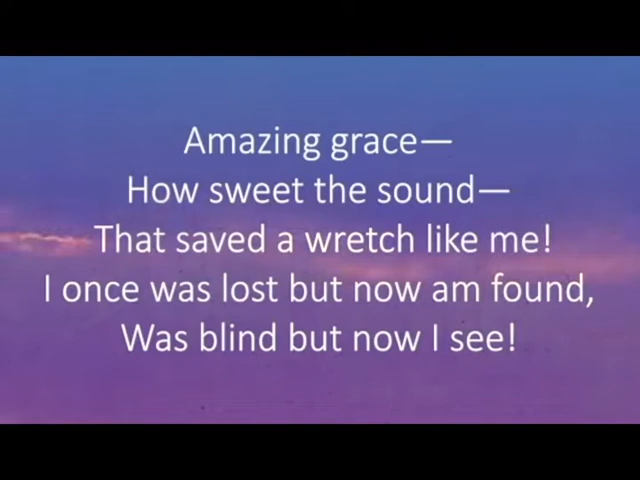 Amazing grace—
How sweet the sound—
That saved a wretch like me!
I once was lost but now am found,
Was blind but now I see!